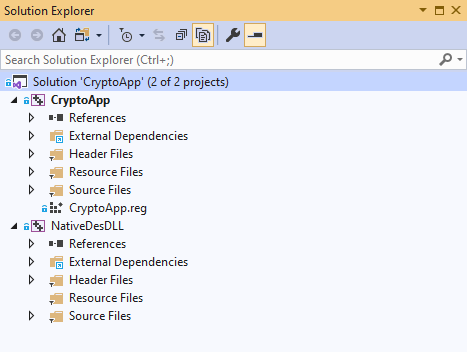 Solution Explorer
Search Solution Explorer (Ctrl+;)
Solution 'CryptoApp' (2 of 2 projects)
CryptoApp
References
External Dependencies
Header Files
Resource Files
Source Files
CryptoApp.reg
NativeDesDLL
References
External Dependencies
Header Files
Resource Files
Source Files